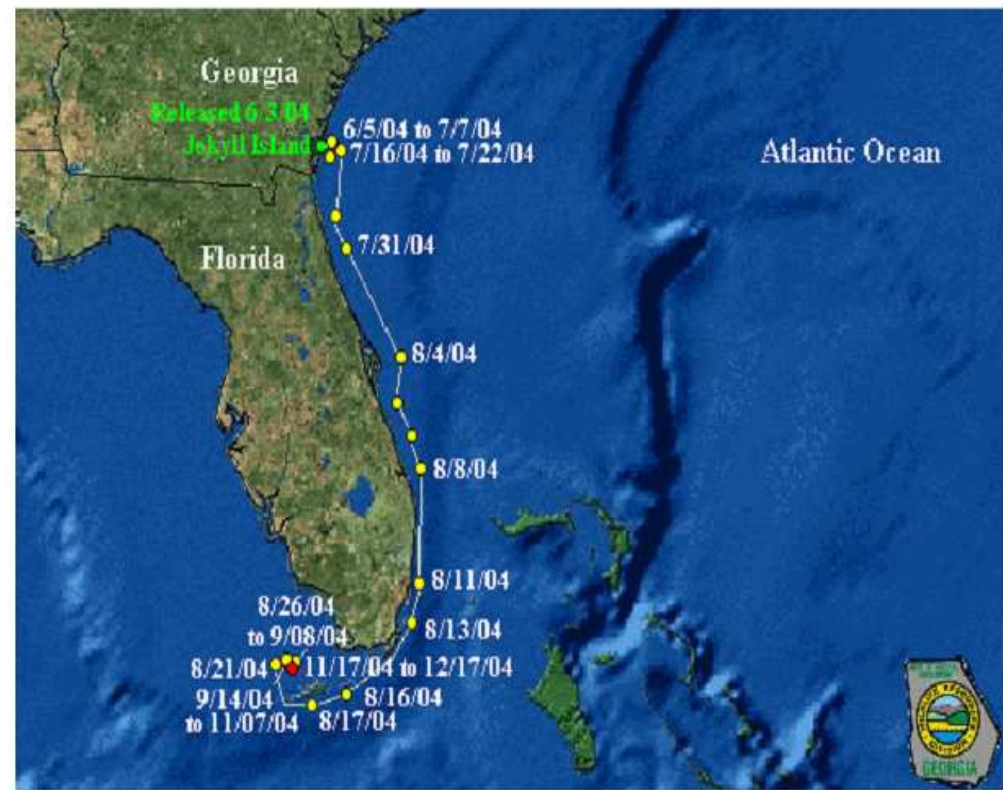 Georgia
Released 6/3/04
Jekyll Island
6/5/04 to 7/7/04
7/16/04 to 7/22/04
Atlantic Ocean
Florida
7/31/04
8/4/04
8/8/04
8/11/04
8/26/04
to 9/08/04
8/13/04
8/21/04
11/17/04 to 12/17/04
9/14/04
to 11/07/04
8/16/04
8/17/04
GEORGIA